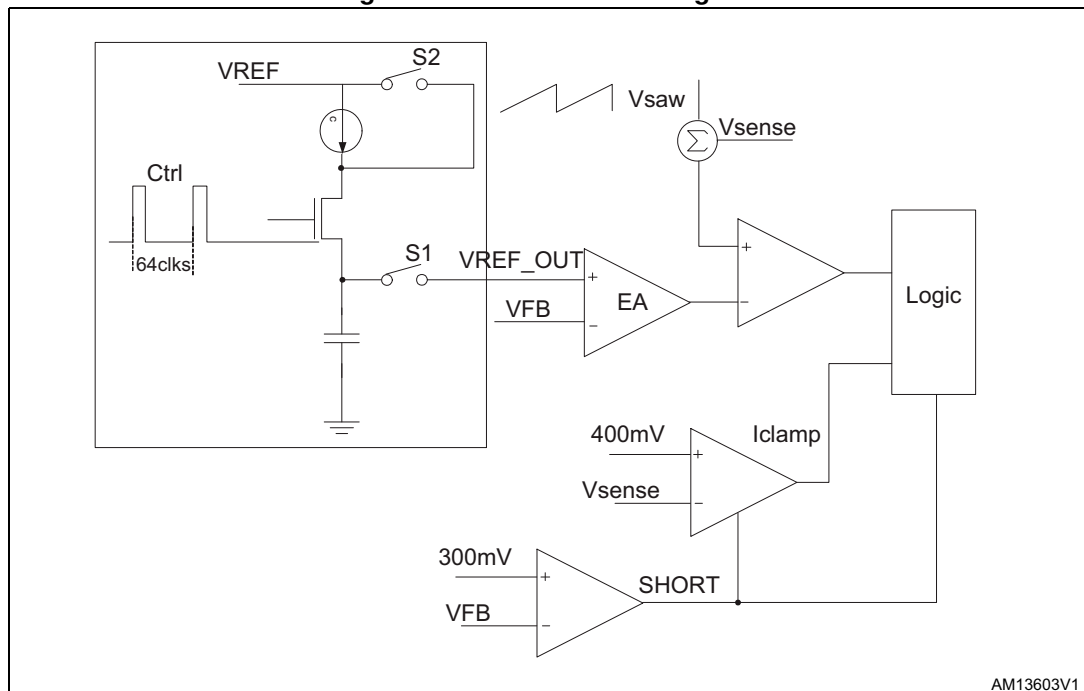 VREF
S2
c
Vsaw
Vsense
Σ
Ctrl
64clks
S1
VREF_OUT
+
EA
VFB
−
+
−
Logic
400mV
+
Iclamp
Vsense
−
300mV
+
SHORT
VFB
−
AM13603V1